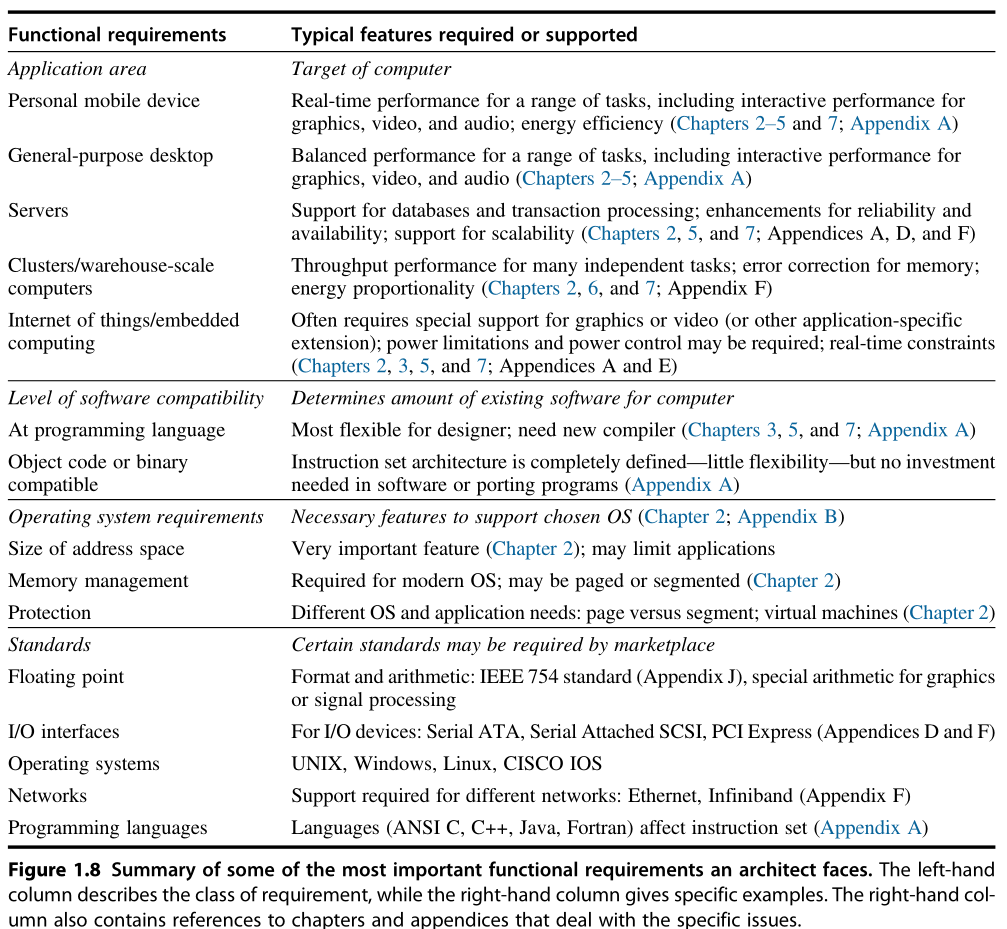 Functional requirements Typical features required or supported
Application area Target of computer
Personal mobile device Real-time performance for a range of tasks, including interactive performance for
graphics, video, and audio; energy efficiency (Chapters 2–5 and 7; Appendix A)
General-purpose desktop Balanced performance for a range of tasks, including interactive performance for
graphics, video, and audio (Chapters 2–5; Appendix A)
Servers Support for databases and transaction processing; enhancements for reliability and
availability; support for scalability (Chapters 2, 5, and 7; Appendices A, D, and F)
Clusters/warehouse-scale Throughput performance for many independent tasks; error correction for memory;
computers energy proportionality (Chapters 2, 6, and 7; Appendix F)
Internet of things/embedded Often requires special support for graphics or video (or other application-specific
computing extension); power limitations and power control may be required; real-time constraints
(Chapters 2, 3, 5, and 7; Appendices A and E)
Level of software compatibility Determines amount of existing software for computer
At programming language Most flexible for designer; need new compiler (Chapters 3, 5, and 7; Appendix A)
Object code or binary Instruction set architecture is completely defined—little flexibility—but no investment
compatible needed in software or porting programs (Appendix A)
Operating system requirements Necessary features to support chosen OS (Chapter 2; Appendix B)
Size of address space Very important feature (Chapter 2); may limit applications
Memory management Required for modern OS; may be paged or segmented (Chapter 2)
Protection Different OS and application needs: page versus segment; virtual machines (Chapter 2)
Standards Certain standards may be required by marketplace
Floating point Format and arithmetic: IEEE 754 standard (Appendix J), special arithmetic for graphics
or signal processing
I/O interfaces For I/O devices: Serial ATA, Serial Attached SCSI, PCI Express (Appendices D and F)
Operating systems UNIX, Windows, Linux, CISCO IOS
Networks Support required for different networks: Ethernet, Infiniband (Appendix F)
Programming languages Languages (ANSI C, C++, Java, Fortran) affect instruction set (Appendix A)
Figure 1.8 Summary of some of the most important functional requirements an architect faces. The left-hand
column describes the class of requirement, while the right-hand column gives specific examples. The right-hand col-
umn also contains references to chapters and appendices that deal with the specific issues.